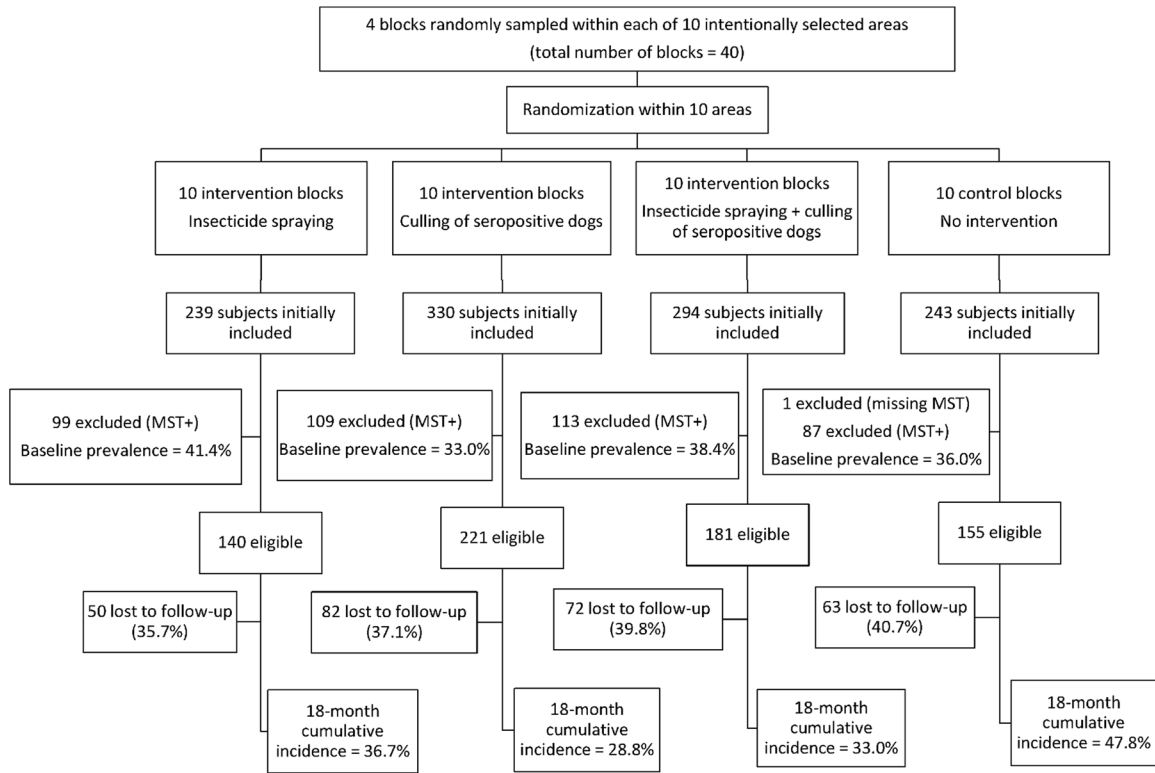 4 blocks randomly sampled within each of 10 intentionally selected areas
(total number of blocks = 40)
Randomization within 10 areas
10 intervention blocks
Insecticide spraying
10 intervention blocks
Culling of seropositive dogs
10 intervention blocks
Insecticide spraying + culling
of seropositive dogs
10 control blocks
No intervention
239 subjects initially
included
330 subjects initially
included
294 subjects initially
included
243 subjects initially
included
99 excluded (MST+)
Baseline prevalence = 41.4%
109 excluded (MST+)
Baseline prevalence = 33.0%
113 excluded (MST+)
Baseline prevalence = 38.4%
1 excluded (missing MST)
87 excluded (MST+)
Baseline prevalence = 36.0%
140 eligible
221 eligible
181 eligible
155 eligible
50 lost to follow-up
(35.7%)
82 lost to follow-up
(37.1%)
72 lost to follow-up
(39.8%)
63 lost to follow-up
(40.7%)
18-month
cumulative
incidence = 36.7%
18-month
cumulative
incidence = 28.8%
18-month
cumulative
incidence = 33.0%
18-month
cumulative
incidence = 47.8%